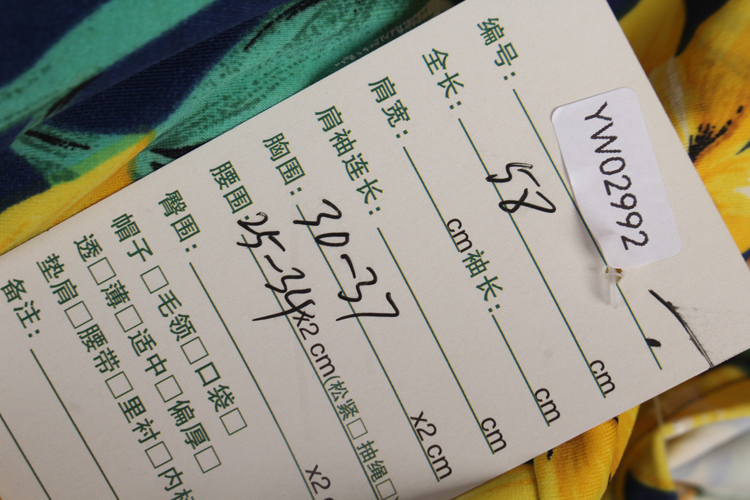 编号: YW02992
全长: 58 cm
肩宽: cm 袖长: cm
肩袖连长: cm
胸围: 30-37 x2 cm
腰围: 25-34 x2 cm(松紧□ 抽绳□
臀围: x2
帽子□ 毛领□ 口袋□
透□ 薄□ 适中□ 偏厚□
垫肩□ 腰带□ 里衬□ 内
备注: